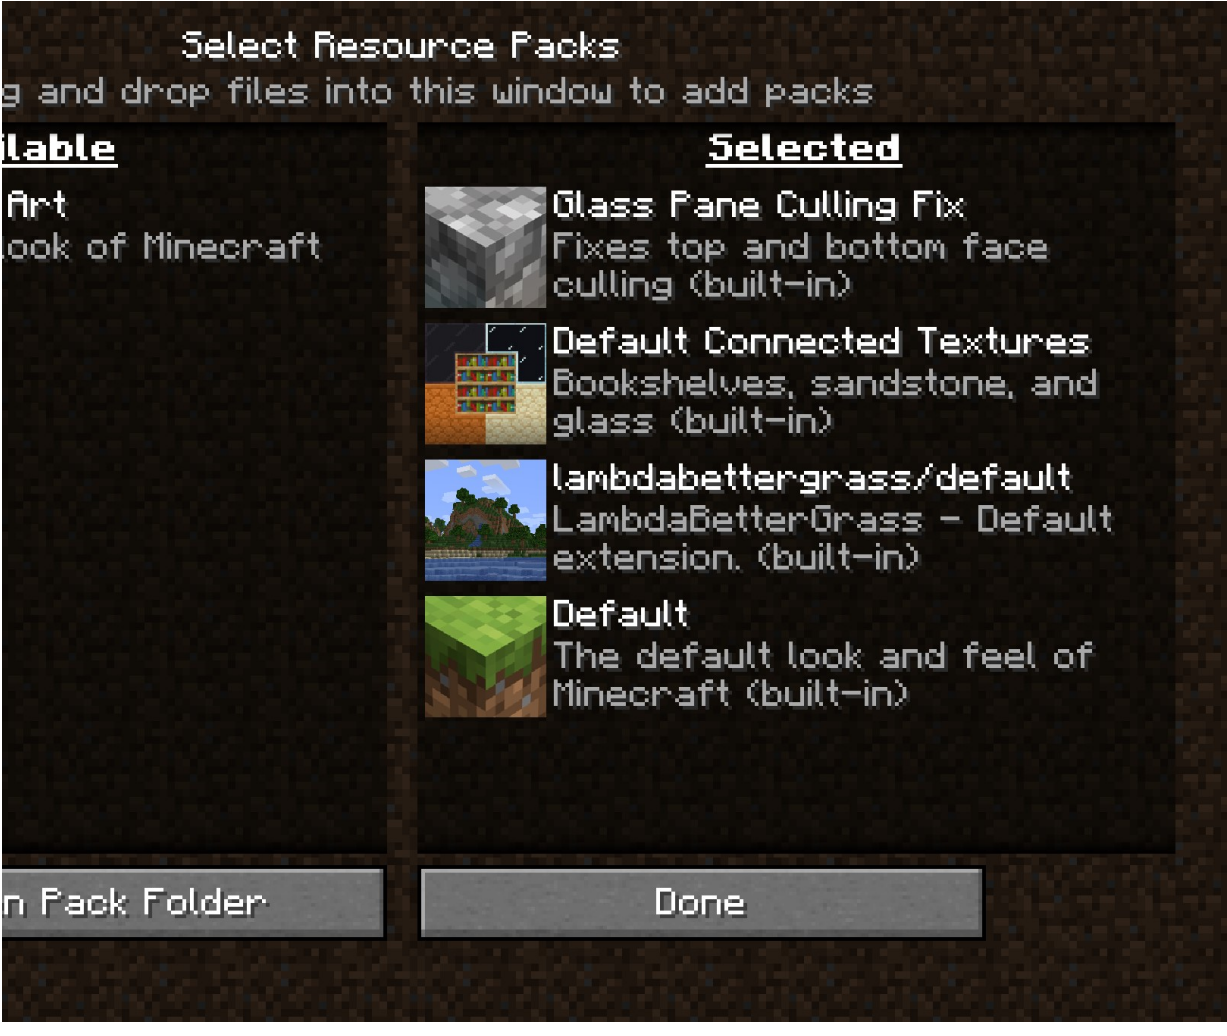 Select Resource Packs
g and drop files into this window to add packs
ilable
Art
look of Minecraft
Selected
Glass Pane Culling Fix
Fixes top and bottom face
culling (built-in)
Default Connected Textures
Bookshelves, sandstone, and
glass (built-in)
lambdabettergrass/default
LambdaBetterGrass - Default
extension. (built-in)
Default
The default look and feel of
Minecraft (built-in)
n Pack Folder
Done